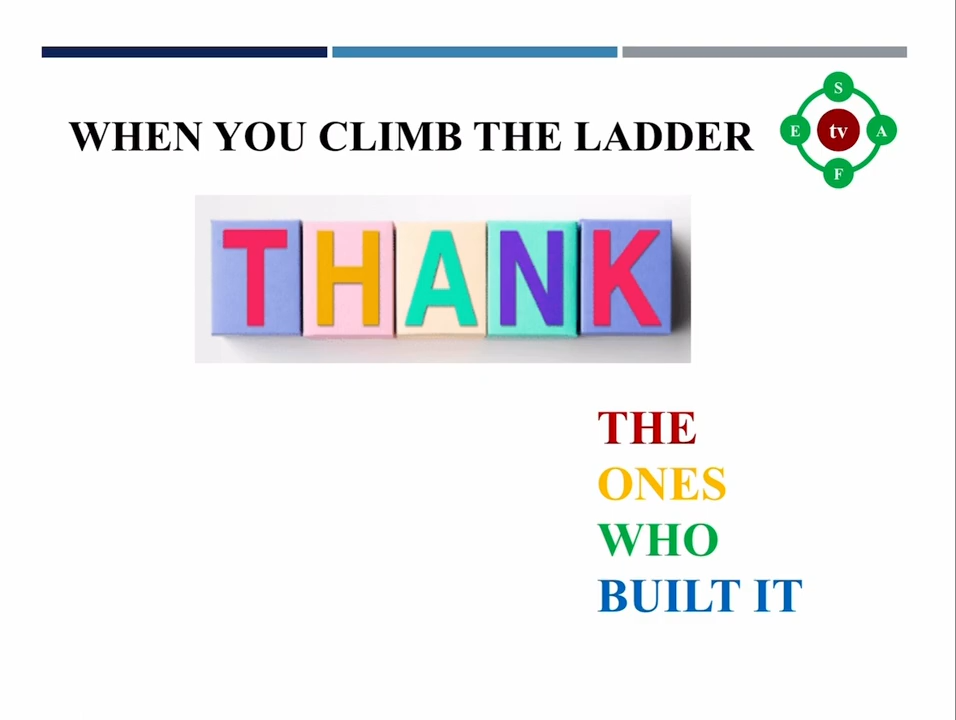 WHEN YOU CLIMB THE LADDER
S
E tv A
F
THANK
THE
ONES
WHO
BUILT IT